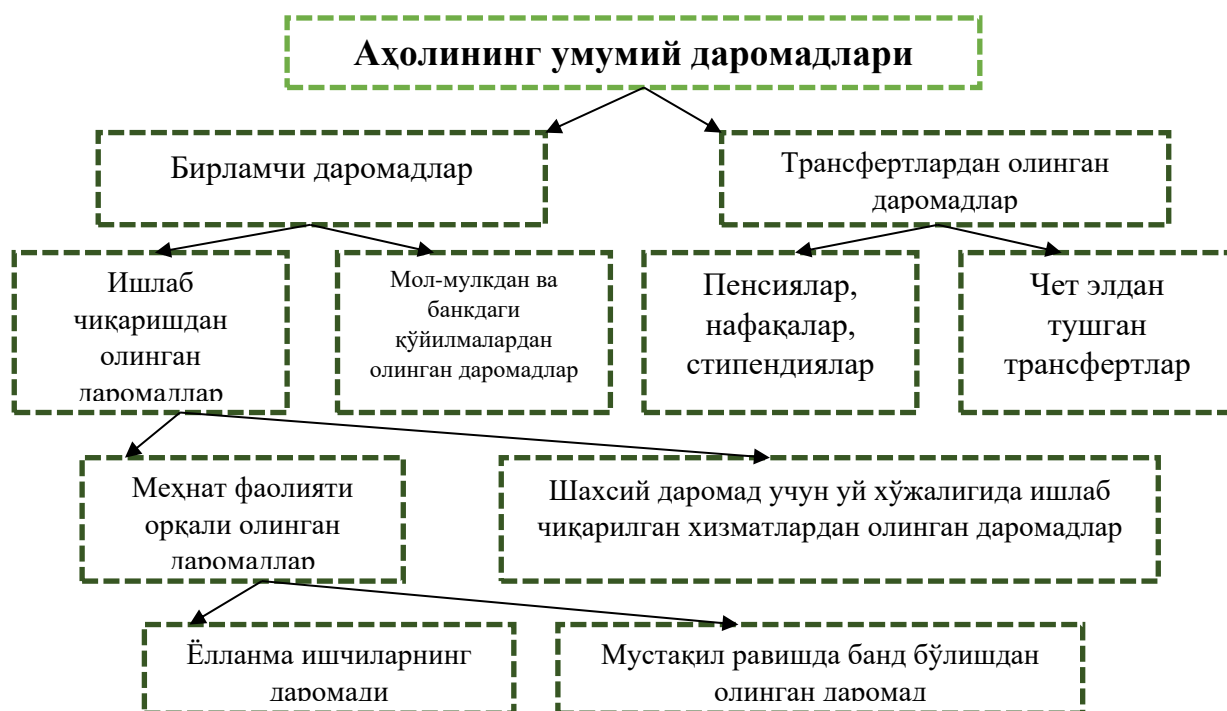 Аҳолининг умумий даромадлари
Бирламчи даромадлар
Трансфертлардан олинган
даромадлар
Ишлаб
чиқаришдан
олинган
даромадлар
Мол-мулкдан ва
банкдаги
қўйилмалардан
олинган даромадлар
Пенсиялар,
нафақалар,
стипендиялар
Чет элдан
тушган
трансфертлар
Меҳнат фаолияти
орқали олинган
даромадлар
Шахсий даромад учун уй хўжалигида ишлаб
чиқарилган хизматлардан олинган даромадлар
Ёлланма ишчиларнинг
даромади
Мустақил равишда банд бўлишдан
олинган даромад